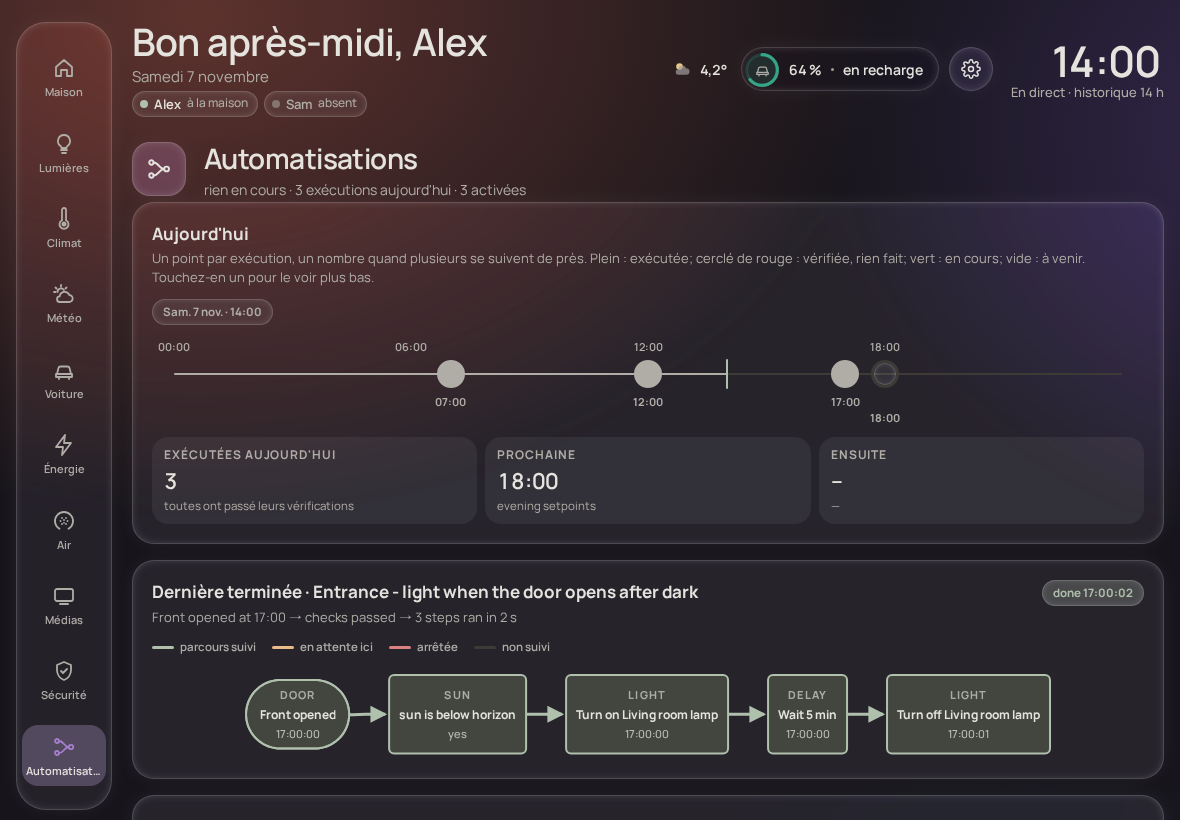 Bon après-midi, Alex
Samedi 7 novembre
Alex à la maison
Sam absent
4,2°
64 % · en recharge
14:00
En direct · historique 14 h
Maison
Lumières
Climat
Météo
Voiture
Énergie
Air
Médias
Sécurité
Automatisat…
Automatisations
rien en cours · 3 exécutions aujourd'hui · 3 activées
Aujourd'hui
Un point par exécution, un nombre quand plusieurs se suivent de près. Plein : exécutée; cerclé de rouge : vérifiée, rien fait; vert : en cours; vide : à venir.
Touchez-en un pour le voir plus bas.
Sam. 7 nov. · 14:00
00:00 06:00 12:00 18:00
07:00 12:00 17:00
18:00
EXÉCUTÉES AUJOURD'HUI
3
toutes ont passé leurs vérifications
PROCHAINE
18:00
evening setpoints
ENSUITE
–
—
Dernière terminée · Entrance - light when the door opens after dark
done 17:00:02
Front opened at 17:00 → checks passed → 3 steps ran in 2 s
parcours suivi
en attente ici
arrêtée
non suivi
DOOR
Front opened
17:00:00
SUN
sun is below horizon
yes
LIGHT
Turn on Living room lamp
17:00:00
DELAY
Wait 5 min
17:00:00
LIGHT
Turn off Living room lamp
17:00:01